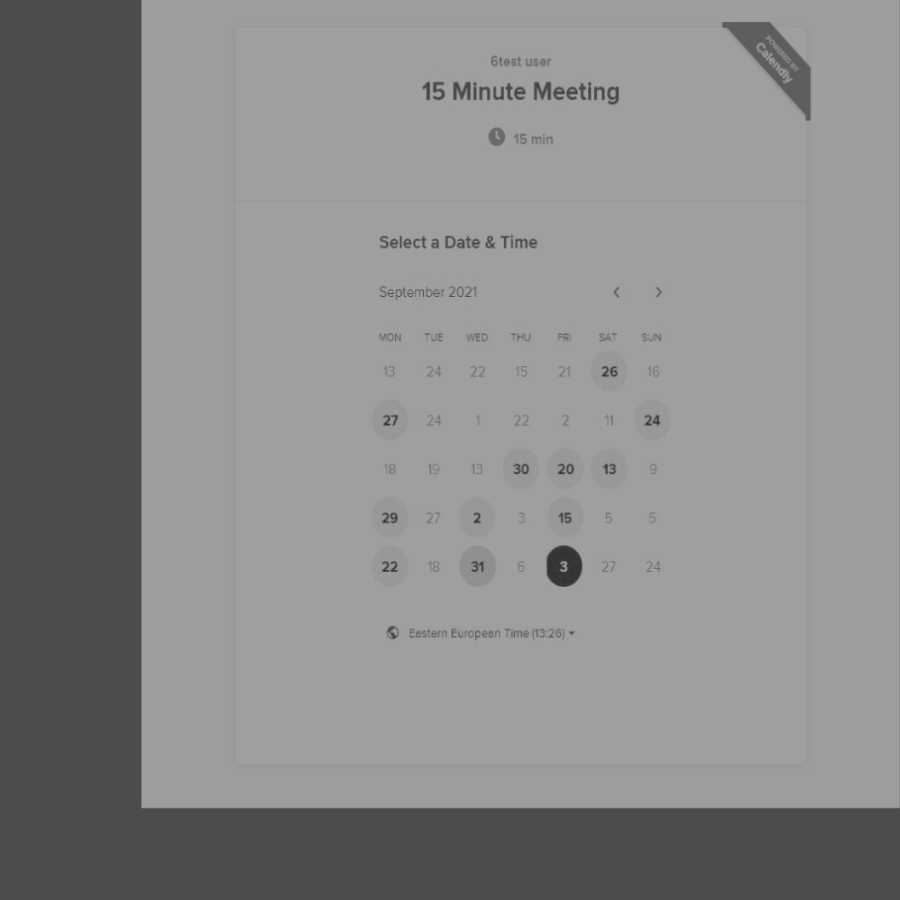 POWERED BY
Calendly
6test user
15 Minute Meeting
15 min
Select a Date & Time
September 2021
MON TUE WED THU FRI SAT SUN
13 24 22 15 21 26 16
27 24 1 22 2 11 24
18 19 13 30 20 13 9
29 27 2 3 15 5 5
22 18 31 6 3 27 24
Eastern European Time (13:26)